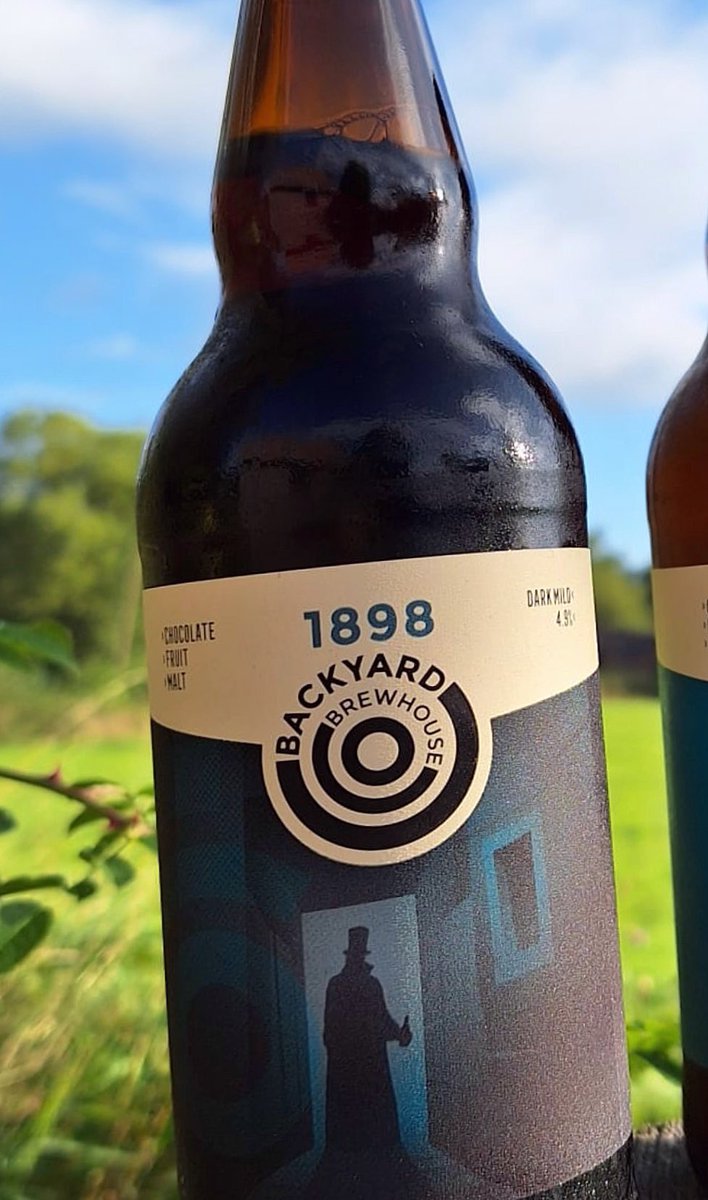 1898
DARK MILD
4.9%
CHOCOLATE
FRUIT
MALT
BACKYARD
BREWHOUSE